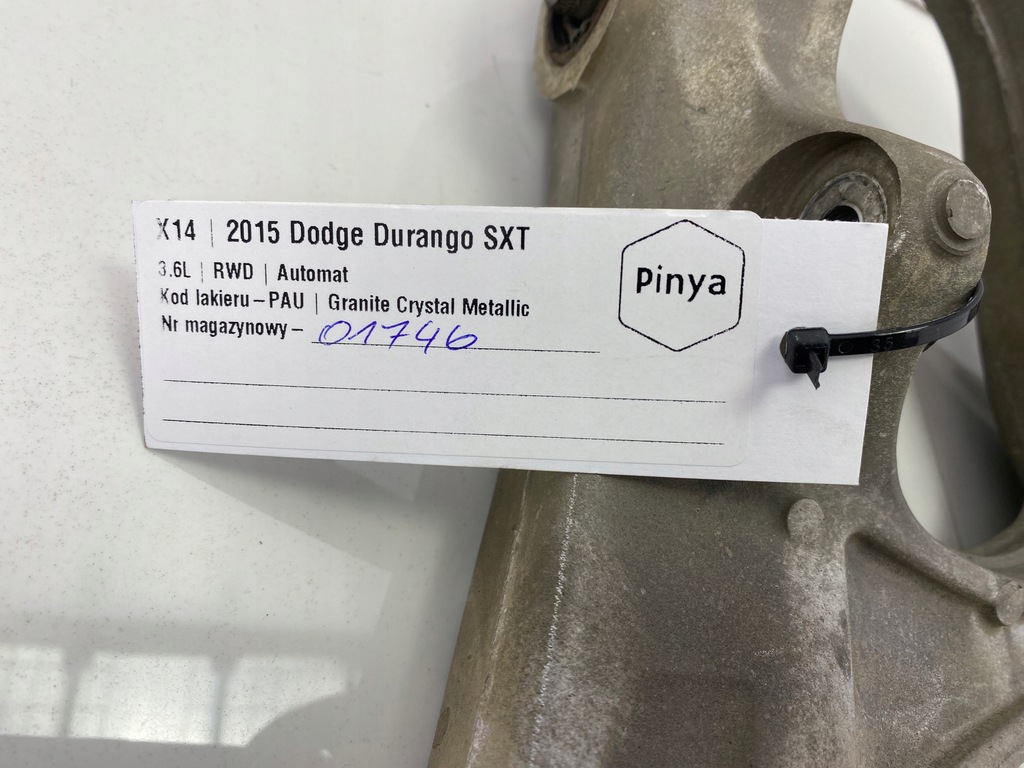 X14 | 2015 Dodge Durango SXT
3.6L | RWD | Automat
Kod lakieru – PAU | Granite Crystal Metallic
Nr magazynowy – 01746
Pinya